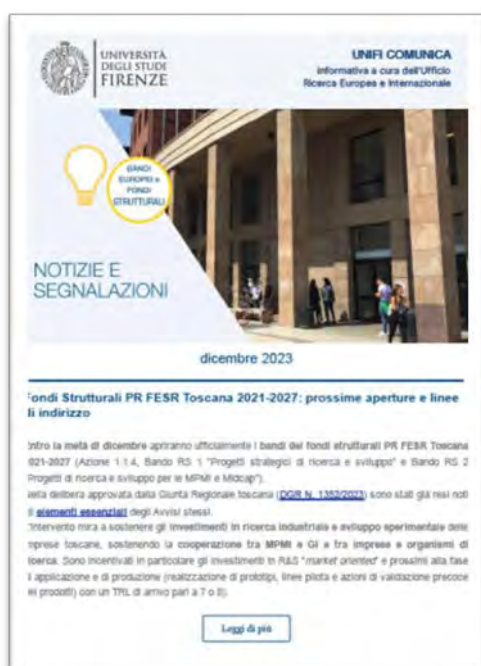 UNIVERSITÀ
DEGLI STUDI
FIRENZE
UNIFI COMUNICA
informativa a cura dell'Ufficio
Ricerca Europea e Internazionale
BANDI
EUROPEI e
FONDI
STRUTTURALI
NOTIZIE E
SEGNALAZIONI
dicembre 2023
Fondi Strutturali PR FESR Toscana 2021-2027: prossime aperture e linee
di indirizzo
Entro la metà di dicembre apriranno ufficialmente i bandi dei fondi strutturali PR FESR Toscana
2021-2027 (Azione 1.1.4, Bando RS 1 "Progetti strategici di ricerca e sviluppo" e Bando RS 2
"Progetti di ricerca e sviluppo per le MPMI e Midcap").
Nella delibera approvata dalla Giunta Regionale toscana (DGR N. 1352/2023) sono stati già resi noti
gli elementi essenziali degli Avvisi stessi.
L'intervento mira a sostenere gli investimenti in ricerca industriale e sviluppo sperimentale delle
imprese toscane, sostenendo la cooperazione tra MPMI e GI e tra imprese e organismi di
ricerca. Sono incentivati in particolare gli investimenti in R&S "market oriented" e prossimi alla fase
di applicazione e di produzione (realizzazione di prototipi, linee pilota e azioni di validazione precoce
dei prodotti) con un TRL di arrivo pari a 7 o 8).
Leggi di più